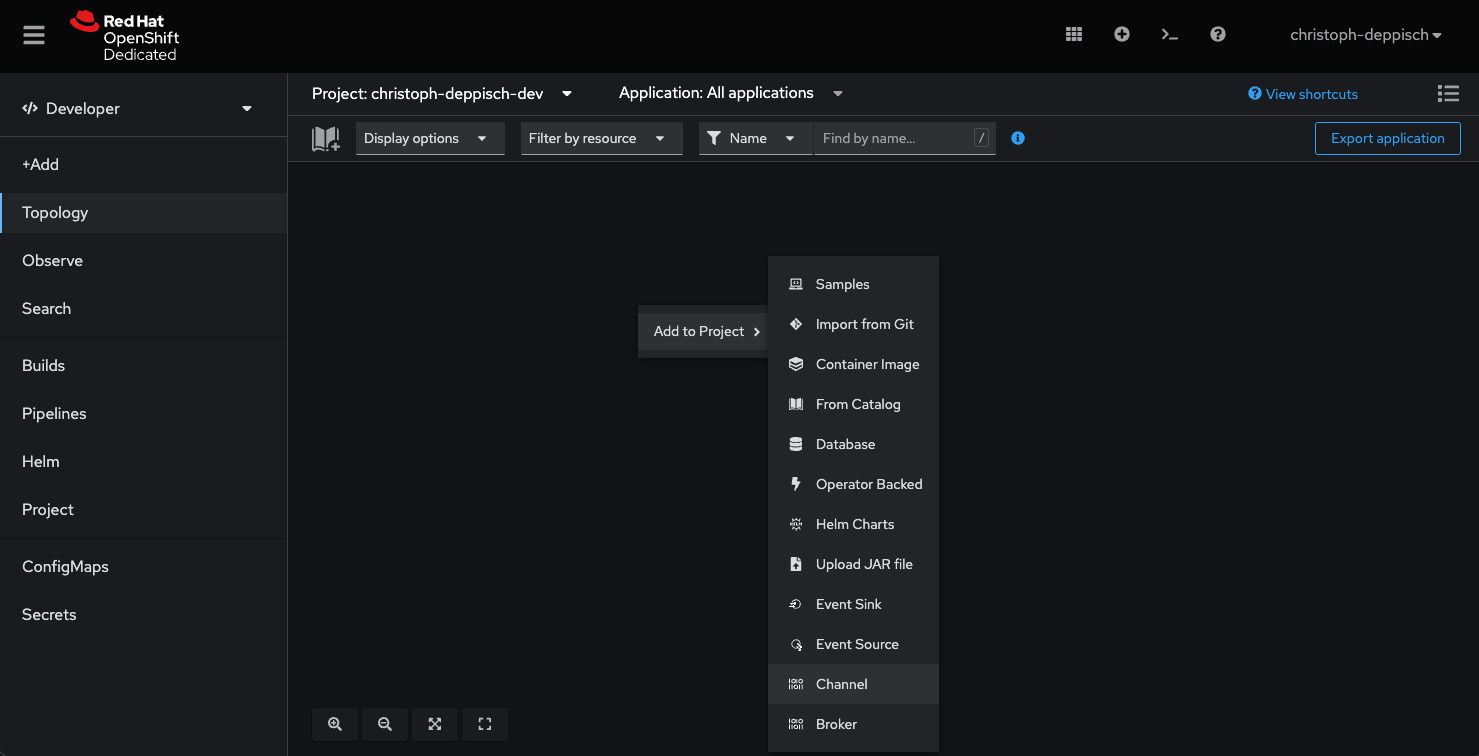 Red Hat
OpenShift
Dedicated
christoph-deppisch
Developer
Project: christoph-deppisch-dev
Application: All applications
View shortcuts
Display options
Filter by resource
Name
Find by name...
/
Export application
+Add
Topology
Observe
Search
Builds
Pipelines
Helm
Project
ConfigMaps
Secrets
Add to Project
Samples
Import from Git
Container Image
From Catalog
Database
Operator Backed
Helm Charts
Upload JAR file
Event Sink
Event Source
Channel
Broker